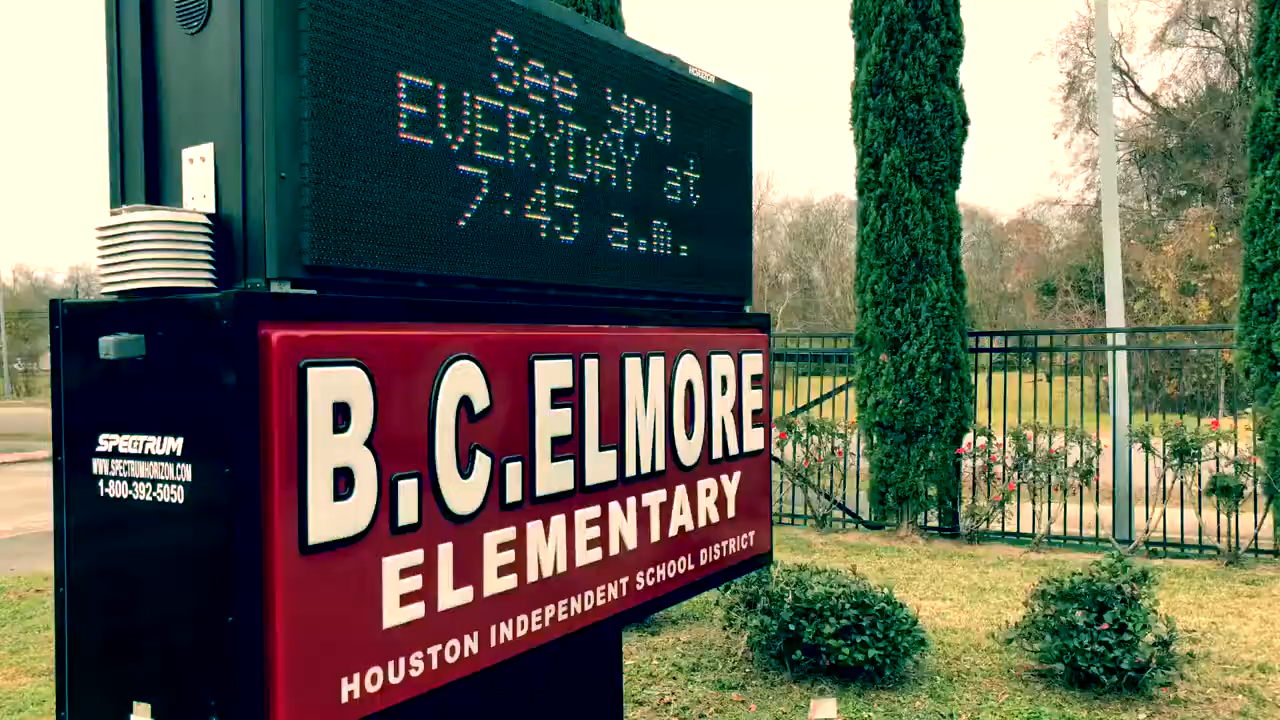 HORIZON
See you
EVERYDAY at
7:45 a.m.
B.C.ELMORE
ELEMENTARY
HOUSTON INDEPENDENT SCHOOL DISTRICT
SPECTRUM
WWW.SPECTRUMHORIZON.COM
1-800-392-5050